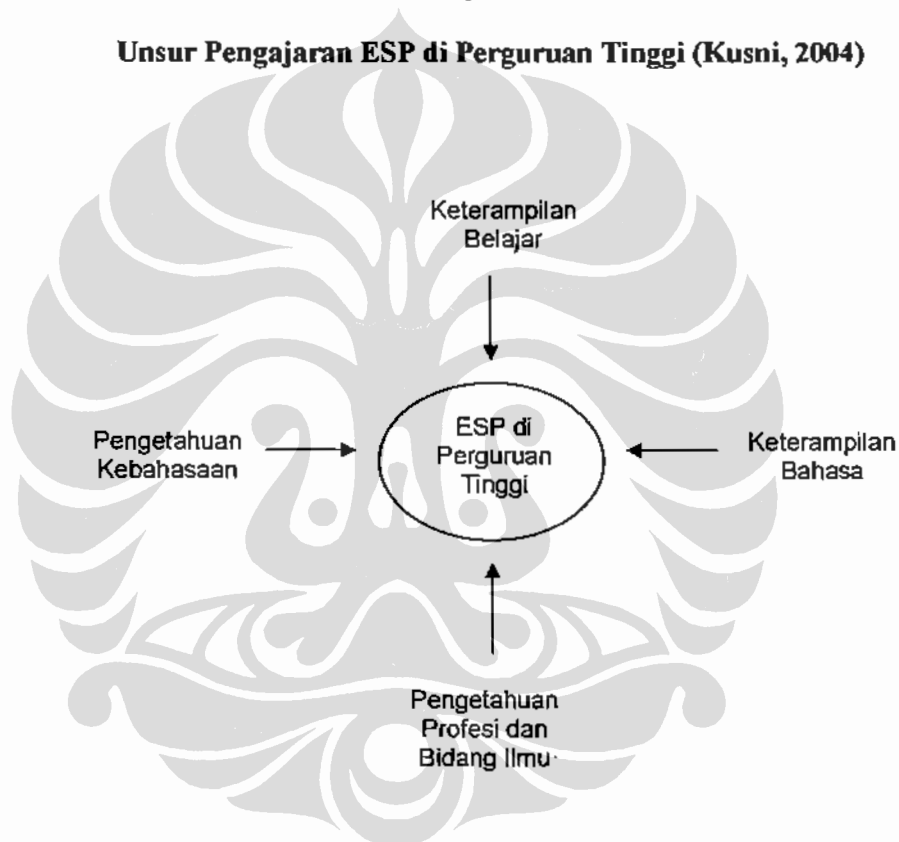 Unsur Pengajaran ESP di Perguruan Tinggi (Kusni, 2004)
Keterampilan
Belajar
Pengetahuan
Kebahasaan
ESP di
Perguruan
Tinggi
Keterampilan
Bahasa
Pengetahuan
Profesi dan
Bidang Ilmu